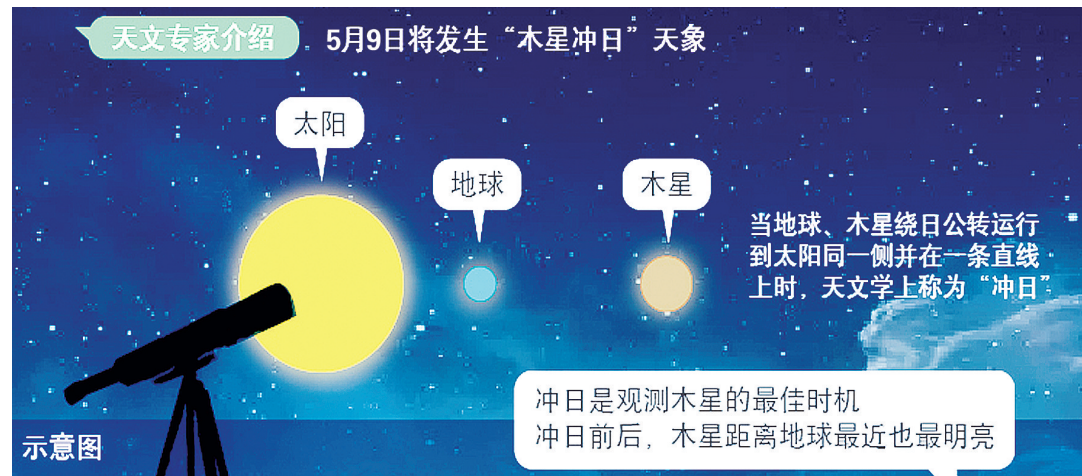 天文专家介绍
5月9日将发生“木星冲日”天象
太阳
地球
木星
当地球、木星绕日公转运行
到太阳同一侧并在一条直线
上时，天文学上称为“冲日”
冲日是观测木星的最佳时机
冲日前后，木星距离地球最近也最明亮
示意图